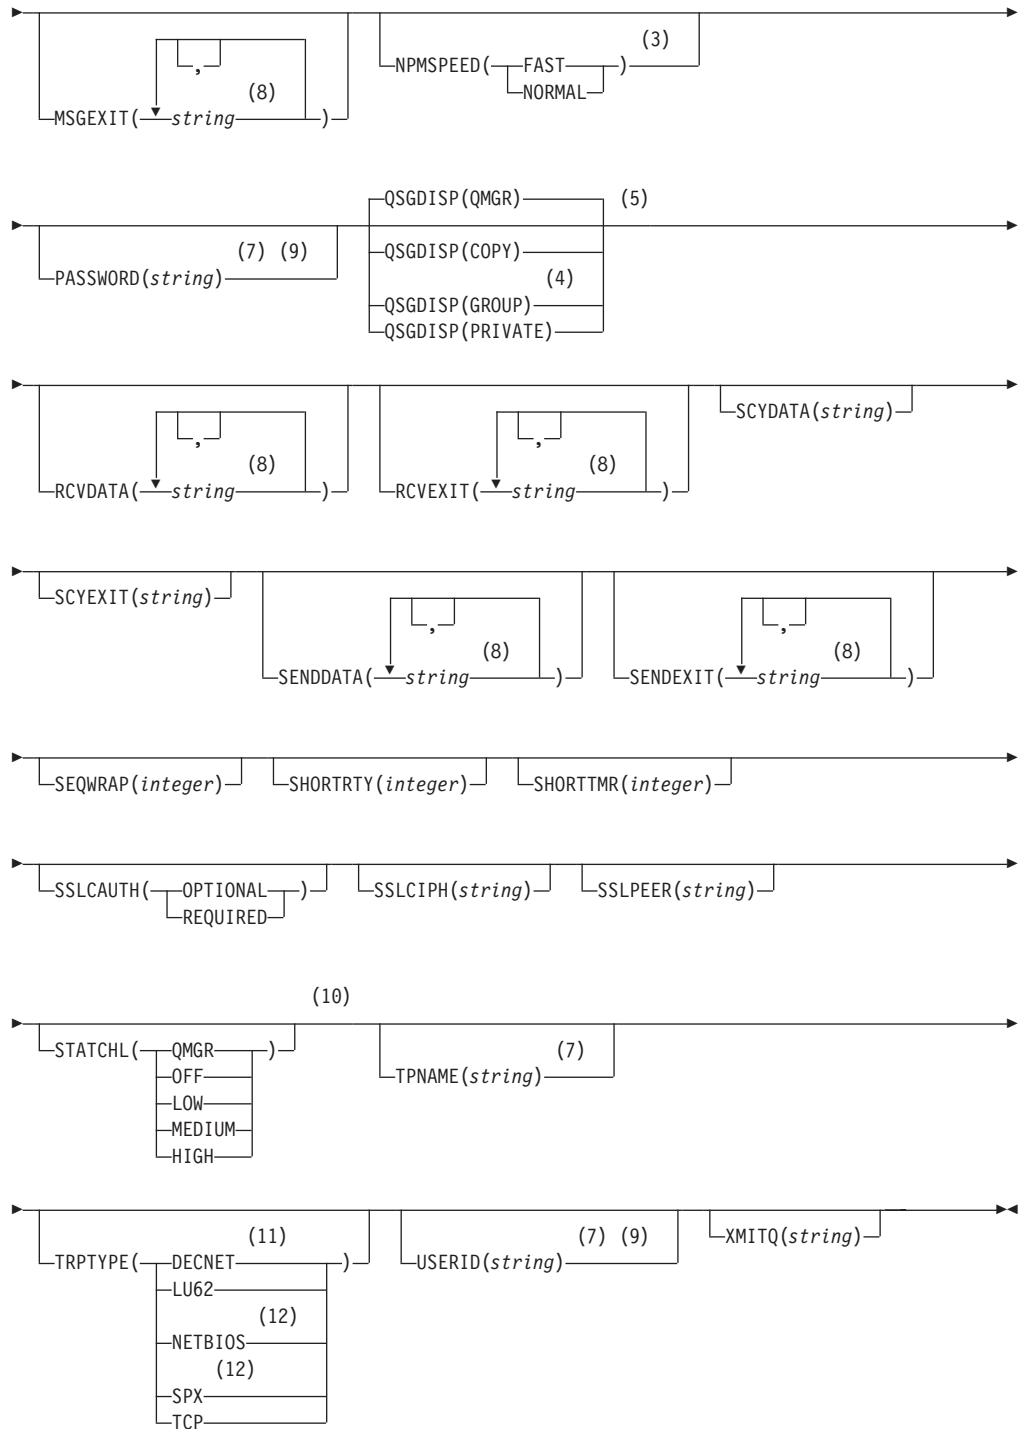 (3)
, NPMSPEED( FAST )
(8) NORMAL
MSGEXIT( string )
QSGDISP(QMGR) (5)
(7) (9) QSGDISP(COPY)
PASSWORD(string) (4)
QSGDISP(GROUP)
QSGDISP(PRIVATE)
, , SCYDATA(string)
(8) (8)
RCVDATA( string ) RCVEXIT( string )
SCYEXIT(string) , ,
(8) (8)
SENDDATA( string ) SENDEXIT( string )
SEQWRAP(integer) SHORTRTY(integer) SHORTTMR(integer)
SSLCAUTH( OPTIONAL ) SSLCIPH(string) SSLPEER(string)
REQUIRED
(10)
STATCHL( QMGR ) (7)
OFF TPNAME(string)
LOW
MEDIUM
HIGH
(11) (7) (9) XMITQ(string)
TRPTYPE( DECNET ) USERID(string)
LU62
(12)
NETBIOS
(12)
SPX
TCP